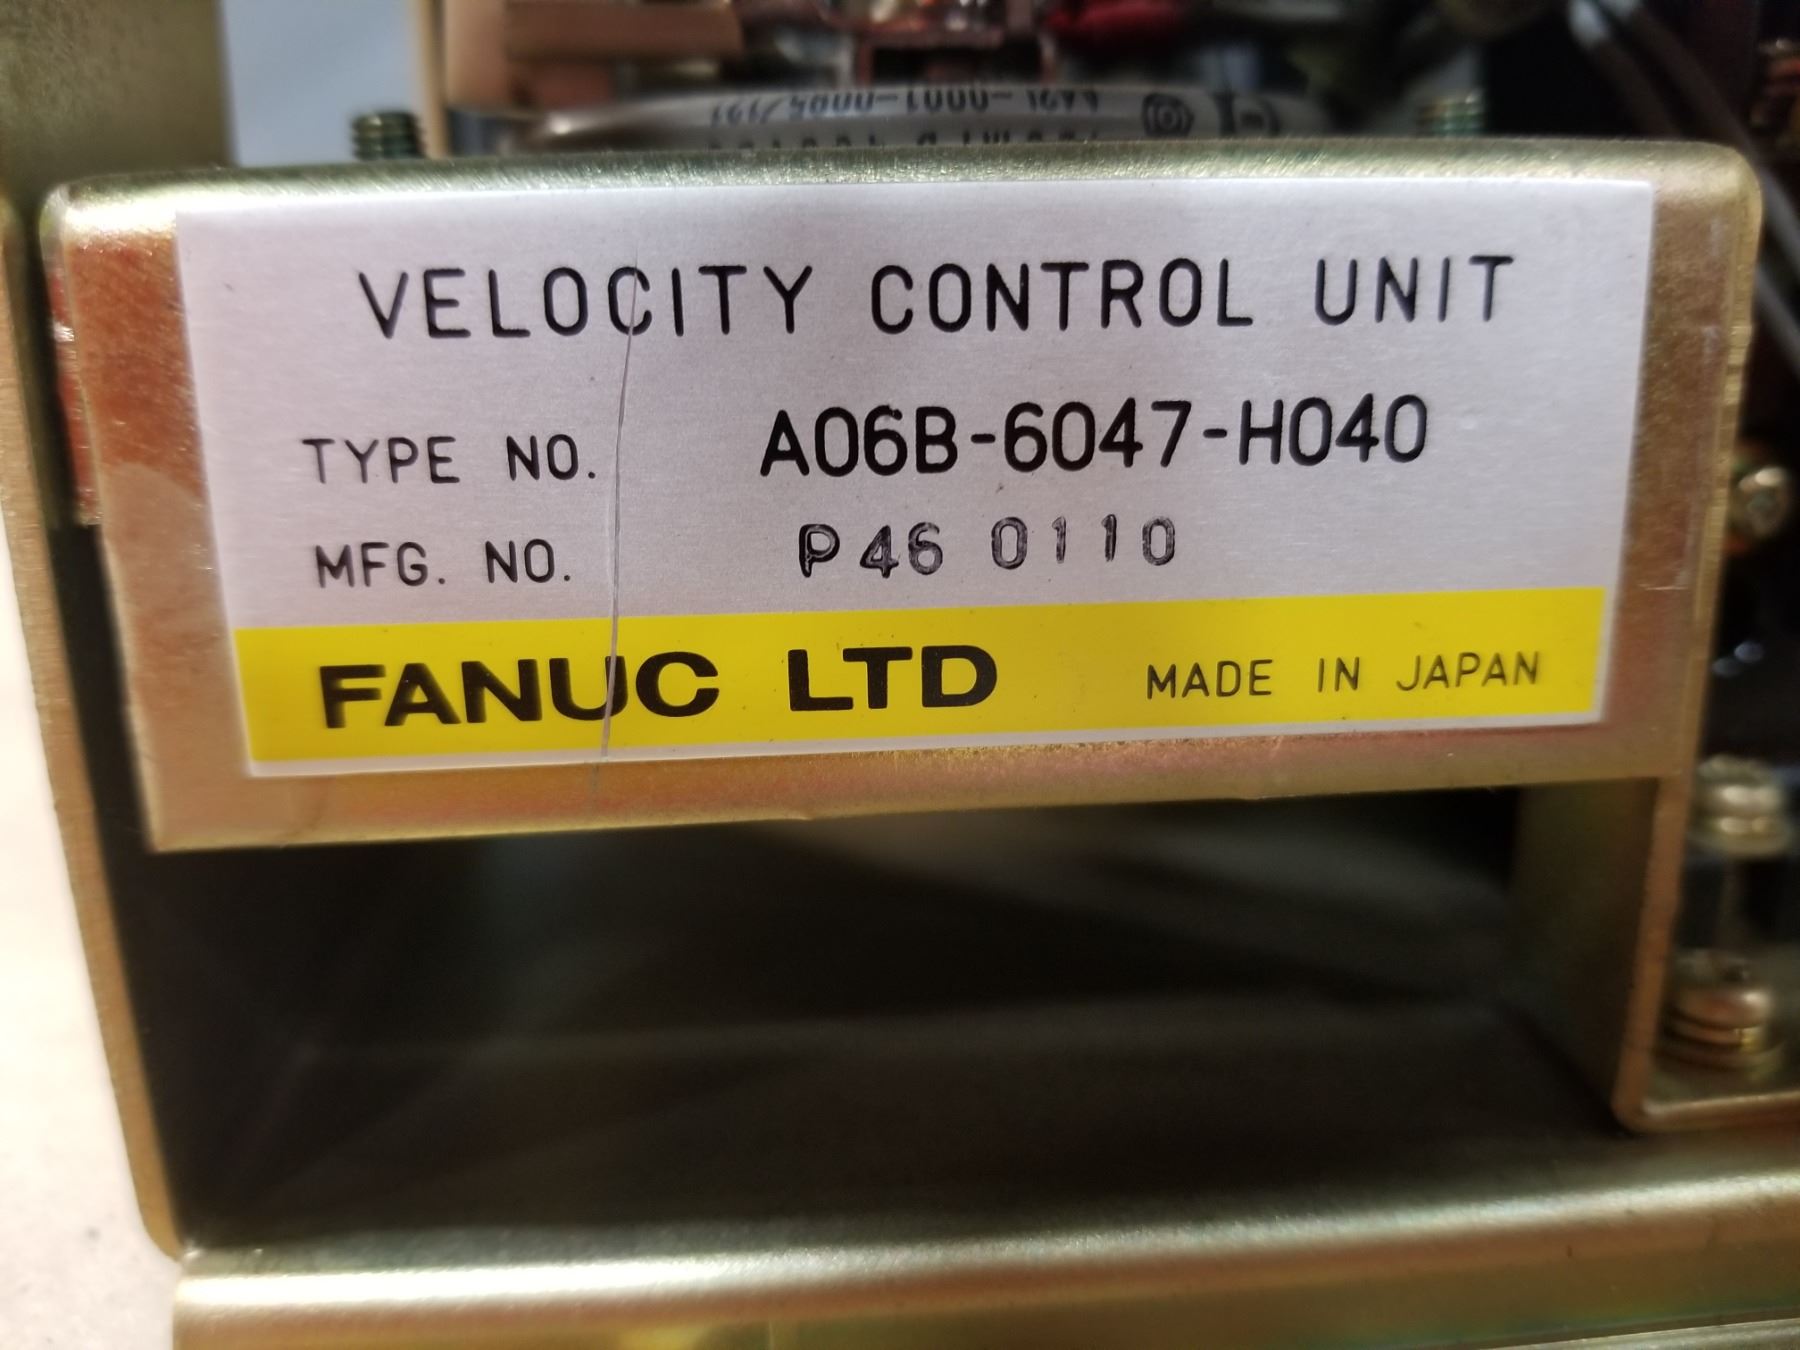 VELOCITY CONTROL UNIT
TYPE NO. A06B-6047-H040
MFG. NO. P46 0110
FANUC LTD MADE IN JAPAN